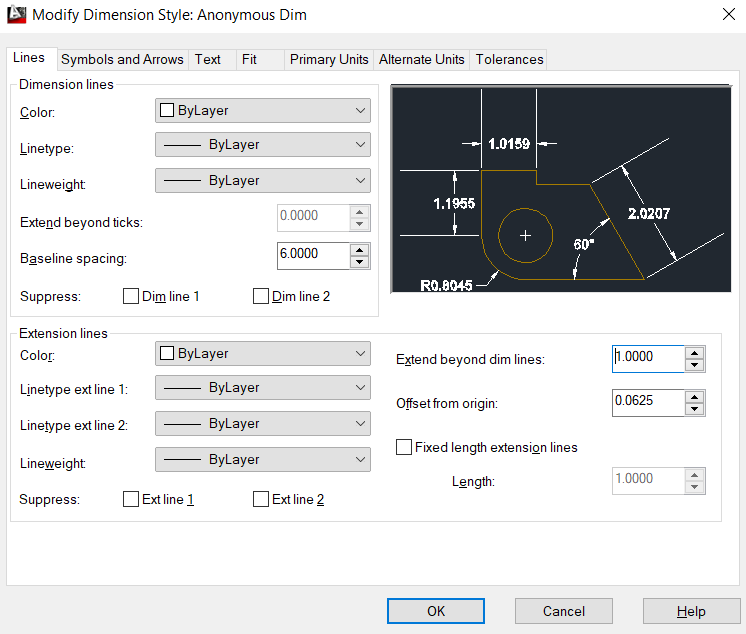 Modify Dimension Style: Anonymous Dim
Lines Symbols and Arrows Text Fit Primary Units Alternate Units Tolerances
Dimension lines
Color: ByLayer
Linetype: ByLayer
Lineweight: ByLayer
Extend beyond ticks: 0.0000
Baseline spacing: 6.0000
Suppress: Dim line 1 Dim line 2
1.0159
1.1955
2.0207
60°
R0.8045
Extension lines
Color: ByLayer
Linetype ext line 1: ByLayer
Linetype ext line 2: ByLayer
Lineweight: ByLayer
Suppress: Ext line 1 Ext line 2
Extend beyond dim lines: 1.0000
Offset from origin: 0.0625
Fixed length extension lines
Length: 1.0000
OK Cancel Help